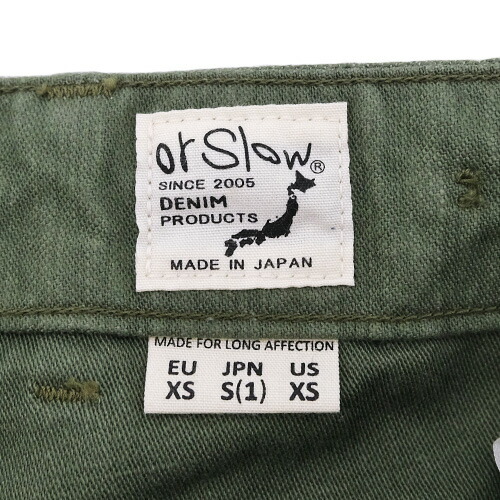 orSlow®
SINCE 2005
DENIM
PRODUCTS
MADE IN JAPAN
MADE FOR LONG AFFECTION
EU JPN US
XS S(1) XS